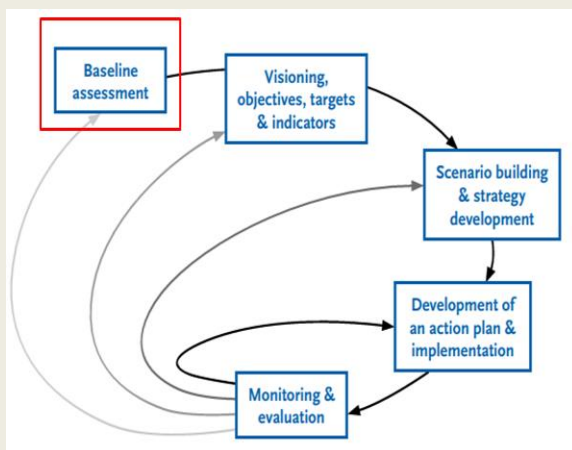 Baseline
assessment
Visioning,
objectives, targets
& indicators
Scenario building
& strategy
development
Development of
an action plan &
implementation
Monitoring &
evaluation